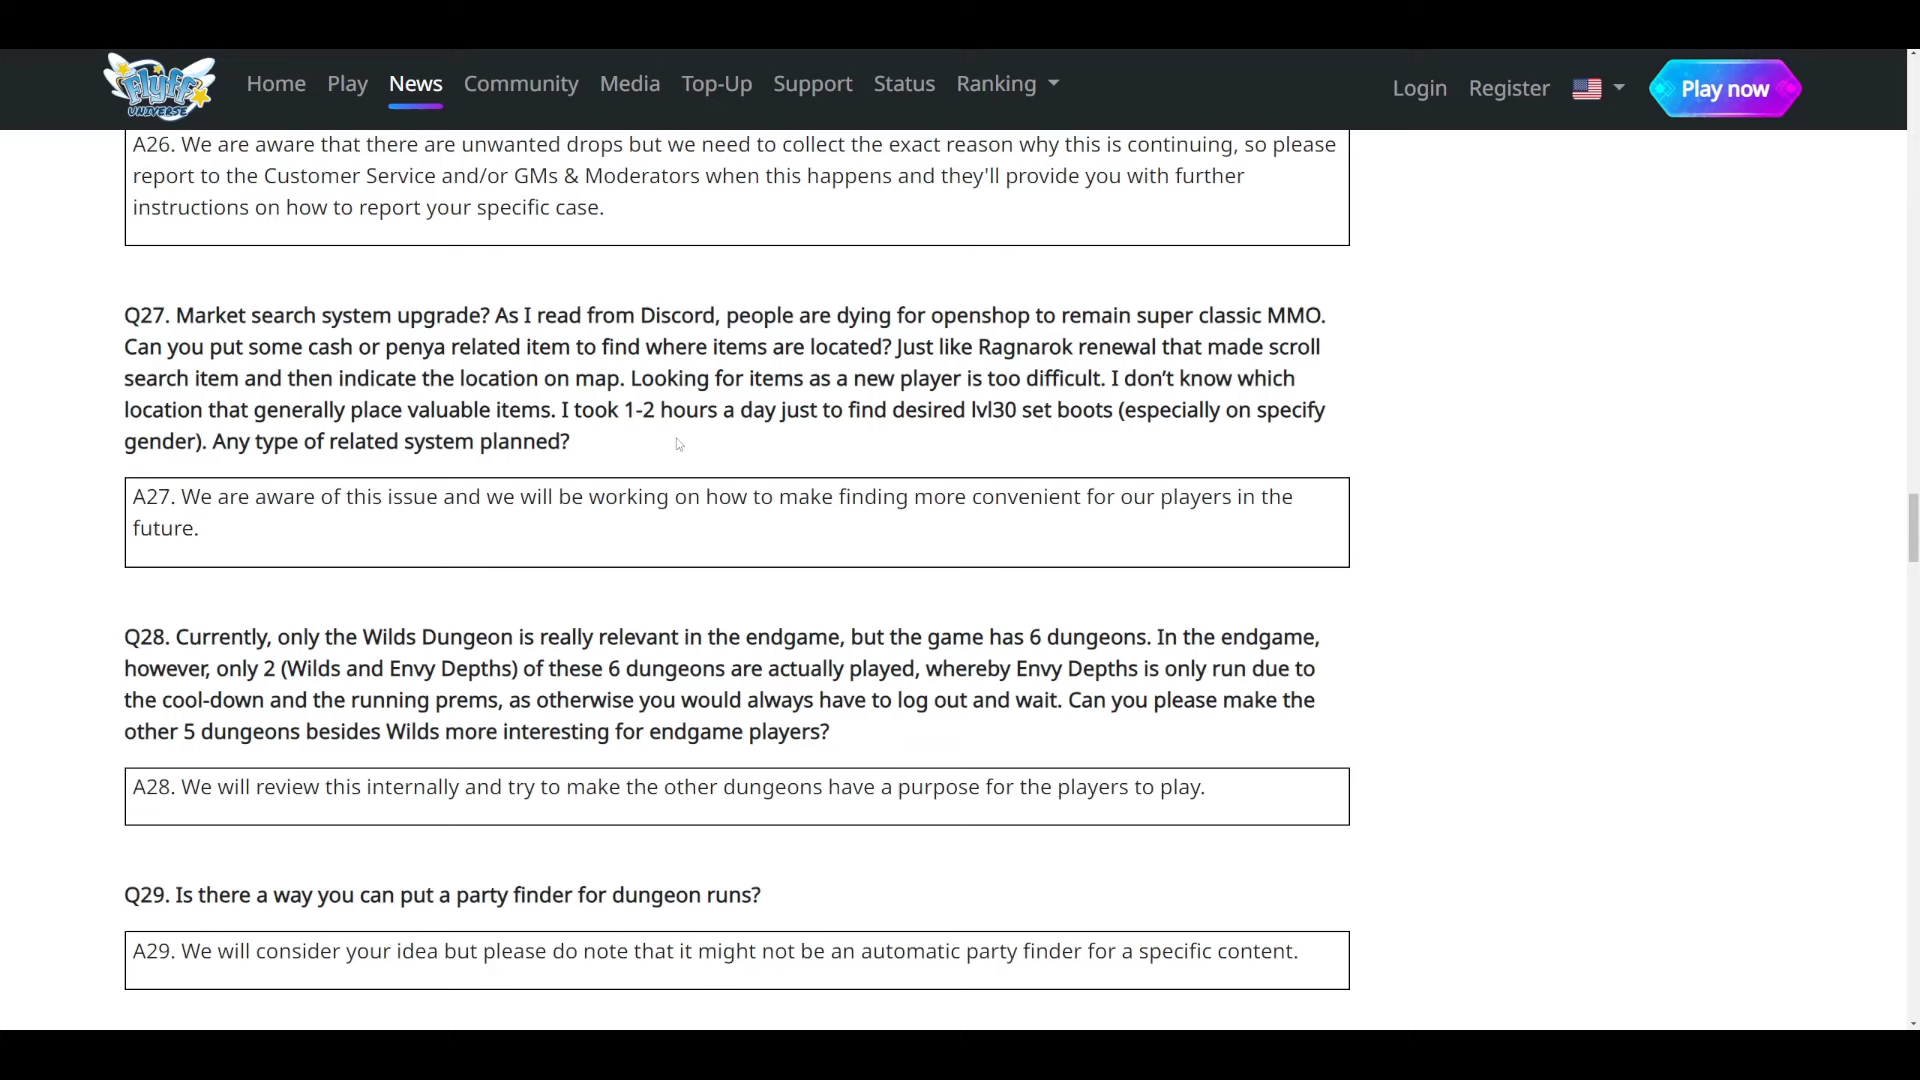 Flyff
UNIVERSE
Home Play News Community Media Top-Up Support Status Ranking Login Register Play now
A26. We are aware that there are unwanted drops but we need to collect the exact reason why this is continuing, so please
report to the Customer Service and/or GMs & Moderators when this happens and they'll provide you with further
instructions on how to report your specific case.
Q27. Market search system upgrade? As I read from Discord, people are dying for openshop to remain super classic MMO.
Can you put some cash or penya related item to find where items are located? Just like Ragnarok renewal that made scroll
search item and then indicate the location on map. Looking for items as a new player is too difficult. I don’t know which
location that generally place valuable items. I took 1-2 hours a day just to find desired lvl30 set boots (especially on specify
gender). Any type of related system planned?
A27. We are aware of this issue and we will be working on how to make finding more convenient for our players in the
future.
Q28. Currently, only the Wilds Dungeon is really relevant in the endgame, but the game has 6 dungeons. In the endgame,
however, only 2 (Wilds and Envy Depths) of these 6 dungeons are actually played, whereby Envy Depths is only run due to
the cool-down and the running prems, as otherwise you would always have to log out and wait. Can you please make the
other 5 dungeons besides Wilds more interesting for endgame players?
A28. We will review this internally and try to make the other dungeons have a purpose for the players to play.
Q29. Is there a way you can put a party finder for dungeon runs?
A29. We will consider your idea but please do note that it might not be an automatic party finder for a specific content.